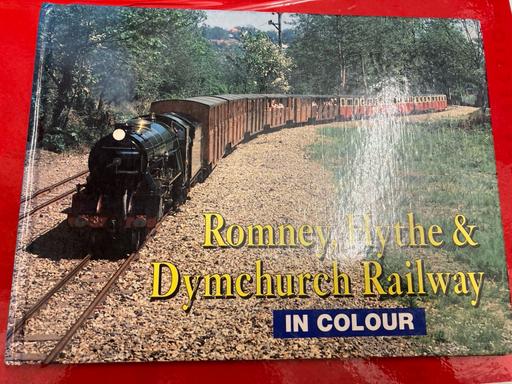 Romney, Hythe &
Dymchurch Railway
IN COLOUR